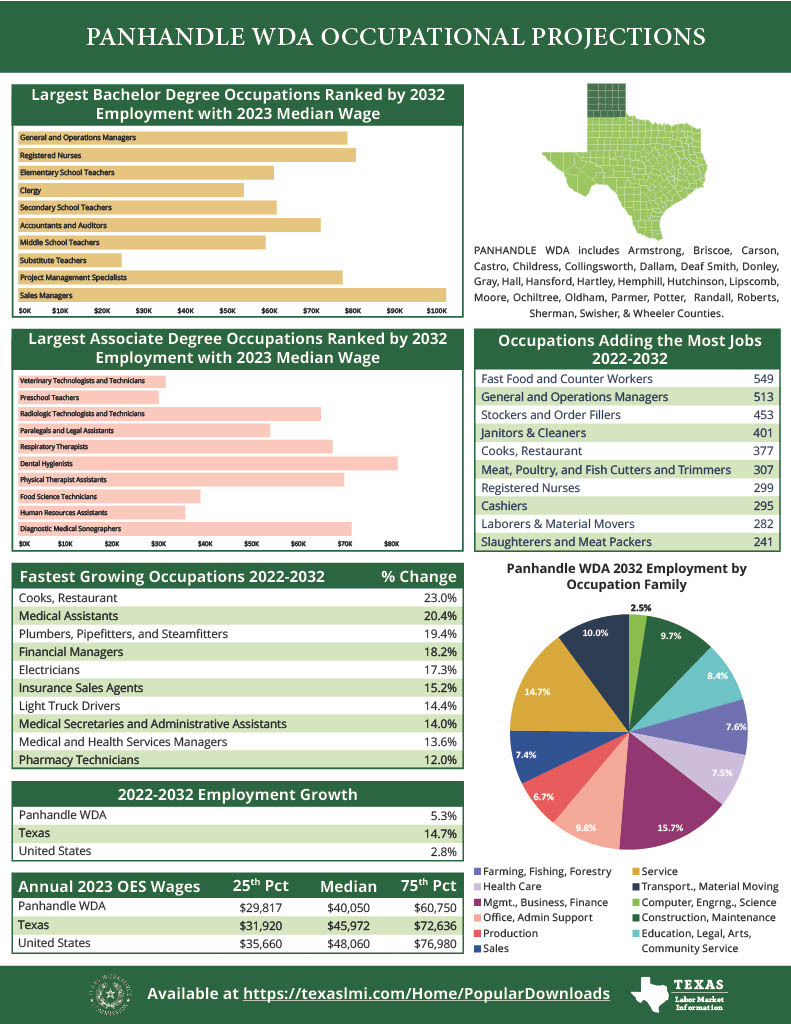 PANHANDLE WDA OCCUPATIONAL PROJECTIONS
Largest Bachelor Degree Occupations Ranked by 2032
Employment with 2023 Median Wage
General and Operations Managers
Registered Nurses
Elementary School Teachers
Clergy
Secondary School Teachers
Accountants and Auditors
Middle School Teachers
Substitute Teachers
Project Management Specialists
Sales Managers
$0K $10K $20K $30K $40K $50K $60K $70K $80K $90K $100K
PANHANDLE WDA includes Armstrong, Briscoe, Carson,
Castro, Childress, Collingsworth, Dallam, Deaf Smith, Donley,
Gray, Hall, Hansford, Hartley, Hemphill, Hutchinson, Lipscomb,
Moore, Ochiltree, Oldham, Parmer, Potter, Randall, Roberts,
Sherman, Swisher, & Wheeler Counties.
Largest Associate Degree Occupations Ranked by 2032
Employment with 2023 Median Wage
Veterinary Technologists and Technicians
Preschool Teachers
Radiologic Technologists and Technicians
Paralegals and Legal Assistants
Respiratory Therapists
Dental Hygienists
Physical Therapist Assistants
Food Science Technicians
Human Resources Assistants
Diagnostic Medical Sonographers
$0K $10K $20K $30K $40K $50K $60K $70K $80K
Occupations Adding the Most Jobs
2022-2032
Fast Food and Counter Workers 549
General and Operations Managers 513
Stockers and Order Fillers 453
Janitors & Cleaners 401
Cooks, Restaurant 377
Meat, Poultry, and Fish Cutters and Trimmers 307
Registered Nurses 299
Cashiers 295
Laborers & Material Movers 282
Slaughterers and Meat Packers 241
Fastest Growing Occupations 2022-2032 % Change
Cooks, Restaurant 23.0%
Medical Assistants 20.4%
Plumbers, Pipefitters, and Steamfitters 19.4%
Financial Managers 18.2%
Electricians 17.3%
Insurance Sales Agents 15.2%
Light Truck Drivers 14.4%
Medical Secretaries and Administrative Assistants 14.0%
Medical and Health Services Managers 13.6%
Pharmacy Technicians 12.0%
2022-2032 Employment Growth
Panhandle WDA 5.3%
Texas 14.7%
United States 2.8%
Annual 2023 OES Wages 25th Pct Median 75th Pct
Panhandle WDA $29,817 $40,050 $60,750
Texas $31,920 $45,972 $72,636
United States $35,660 $48,060 $76,980
Panhandle WDA 2032 Employment by
Occupation Family
2.5%
9.7%
8.4%
7.6%
7.5%
15.7%
9.8%
6.7%
7.4%
14.7%
10.0%
Farming, Fishing, Forestry
Health Care
Mgmt., Business, Finance
Office, Admin Support
Production
Sales
Service
Transport., Material Moving
Computer, Engrng., Science
Construction, Maintenance
Education, Legal, Arts,
Community Service
TEXAS WORKFORCE
COMMISSION
Available at https://texaslmi.com/Home/PopularDownloads
TEXAS
Labor Market
Information